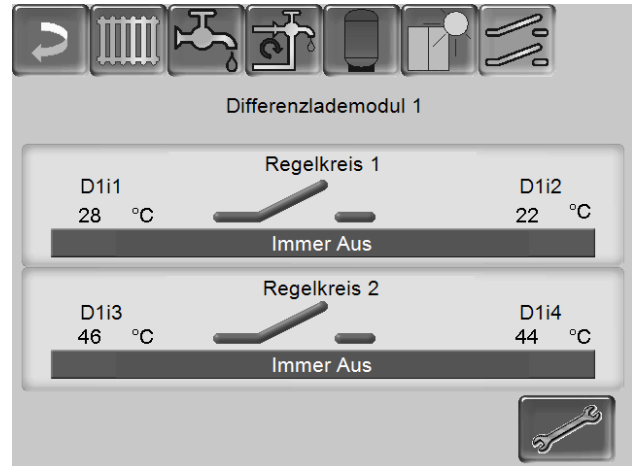 Differenzlademodul 1
Regelkreis 1
D1i1 D1i2
28 °C 22 °C
Immer Aus
Regelkreis 2
D1i3 D1i4
46 °C 44 °C
Immer Aus